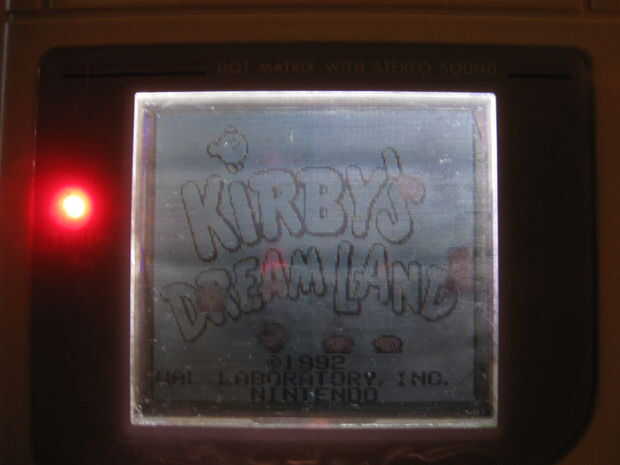 DOT MATRIX WITH STEREO SOUND
KIRBY'S
DREAM LAND
©1992
HAL LABORATORY, INC.
NINTENDO